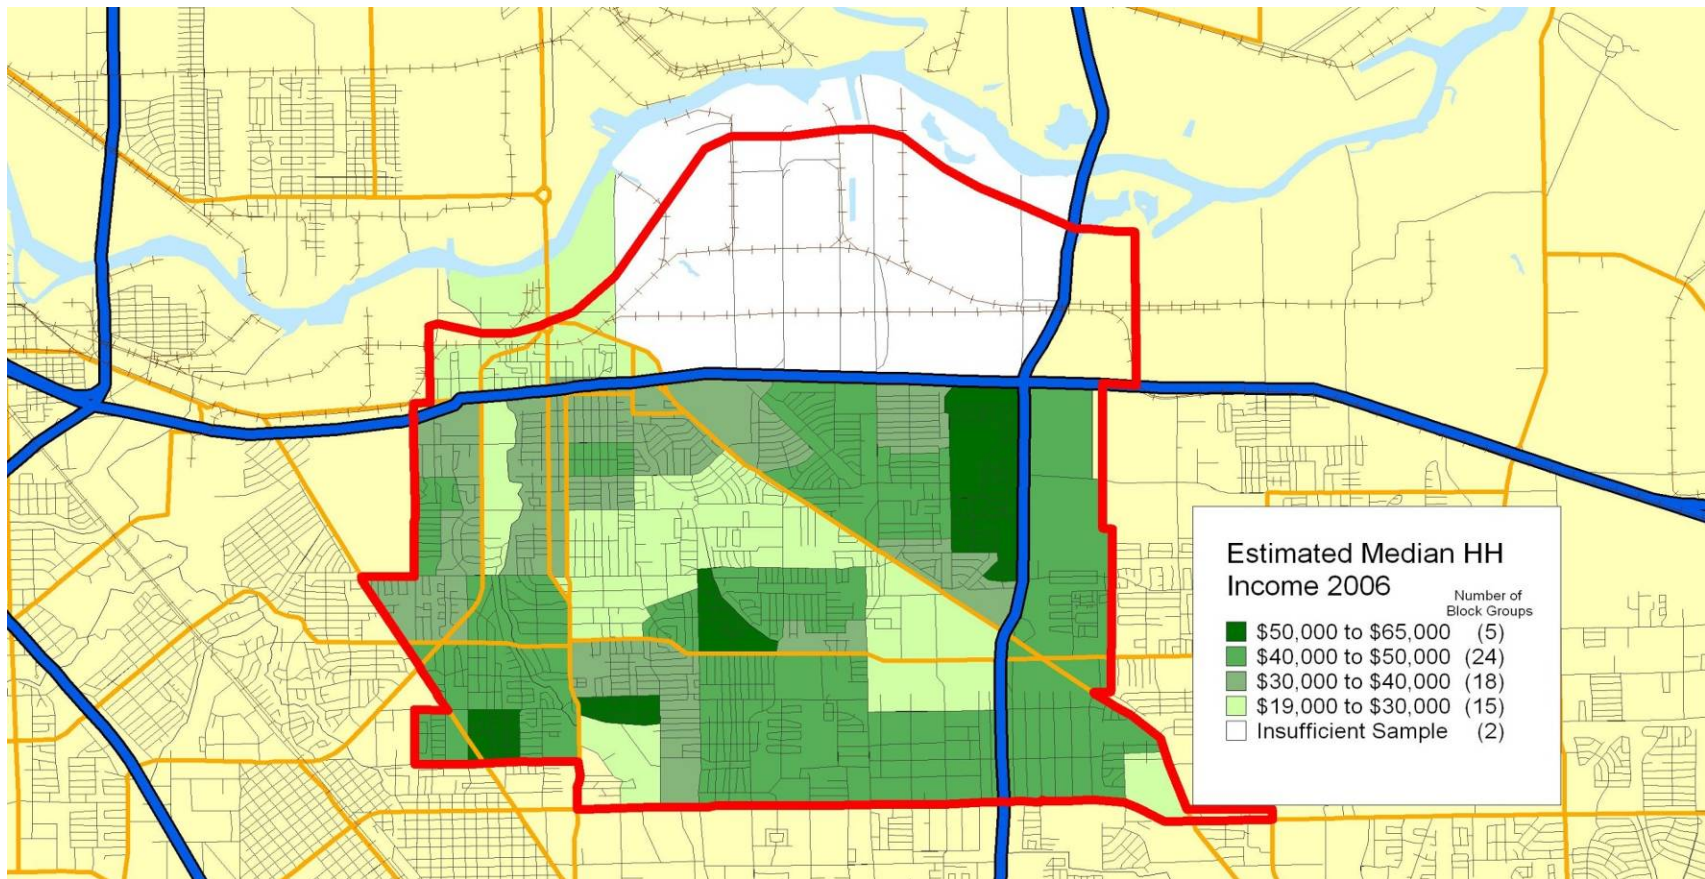 Estimated Median HH
Income 2006
Number of
Block Groups
$50,000 to $65,000 (5)
$40,000 to $50,000 (24)
$30,000 to $40,000 (18)
$19,000 to $30,000 (15)
Insufficient Sample (2)